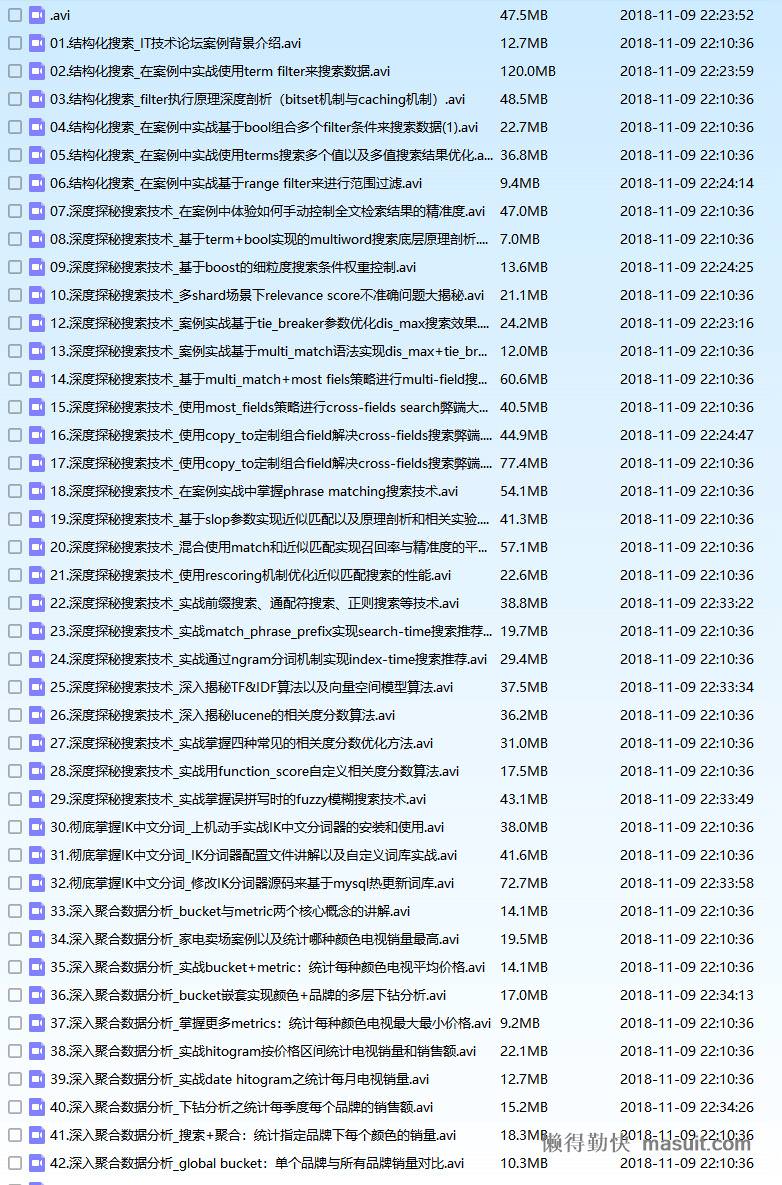 .avi 47.5MB 2018-11-09 22:23:52
01.结构化搜索_IT技术论坛案例背景介绍.avi 12.7MB 2018-11-09 22:10:36
02.结构化搜索_在案例中实战使用term filter来搜索数据.avi 120.0MB 2018-11-09 22:23:59
03.结构化搜索_filter执行原理深度剖析（bitset机制与caching机制）.avi 48.5MB 2018-11-09 22:10:36
04.结构化搜索_在案例中实战基于bool组合多个filter条件来搜索数据(1).avi 22.7MB 2018-11-09 22:10:36
05.结构化搜索_在案例中实战使用terms搜索多个值以及多值搜索结果优化.a... 36.8MB 2018-11-09 22:10:36
06.结构化搜索_在案例中实战基于range filter来进行范围过滤.avi 9.4MB 2018-11-09 22:24:14
07.深度探秘搜索技术_在案例中体验如何手动控制全文检索结果的精准度.avi 47.0MB 2018-11-09 22:10:36
08.深度探秘搜索技术_基于term+bool实现的multiword搜索底层原理剖析.... 7.0MB 2018-11-09 22:10:36
09.深度探秘搜索技术_基于boost的细粒度搜索条件权重控制.avi 13.6MB 2018-11-09 22:24:25
10.深度探秘搜索技术_多shard场景下relevance score不准确问题大揭秘.avi 21.1MB 2018-11-09 22:10:36
12.深度探秘搜索技术_案例实战基于tie_breaker参数优化dis_max搜索效果.... 24.2MB 2018-11-09 22:23:16
13.深度探秘搜索技术_案例实战基于multi_match语法实现dis_max+tie_br... 12.0MB 2018-11-09 22:10:36
14.深度探秘搜索技术_基于multi_match+most fiels策略进行multi-field搜... 60.6MB 2018-11-09 22:10:36
15.深度探秘搜索技术_使用most_fields策略进行cross-fields search弊端大... 40.5MB 2018-11-09 22:10:36
16.深度探秘搜索技术_使用copy_to定制组合field解决cross-fields搜索弊端.... 44.9MB 2018-11-09 22:24:47
17.深度探秘搜索技术_使用copy_to定制组合field解决cross-fields搜索弊端.... 77.4MB 2018-11-09 22:10:36
18.深度探秘搜索技术_在案例实战中掌握phrase matching搜索技术.avi 54.1MB 2018-11-09 22:10:36
19.深度探秘搜索技术_基于slop参数实现近似匹配以及原理剖析和相关实验.... 41.3MB 2018-11-09 22:10:36
20.深度探秘搜索技术_混合使用match和近似匹配实现召回率与精准度的平... 57.1MB 2018-11-09 22:10:36
21.深度探秘搜索技术_使用rescoring机制优化近似匹配搜索的性能.avi 22.6MB 2018-11-09 22:10:36
22.深度探秘搜索技术_实战前缀搜索、通配符搜索、正则搜索等技术.avi 38.8MB 2018-11-09 22:33:22
23.深度探秘搜索技术_实战match_phrase_prefix实现search-time搜索推荐... 19.7MB 2018-11-09 22:10:36
24.深度探秘搜索技术_实战通过ngram分词机制实现index-time搜索推荐.avi 29.4MB 2018-11-09 22:10:36
25.深度探秘搜索技术_深入揭秘TF&IDF算法以及向量空间模型算法.avi 37.5MB 2018-11-09 22:33:34
26.深度探秘搜索技术_深入揭秘lucene的相关度分数算法.avi 36.2MB 2018-11-09 22:10:36
27.深度探秘搜索技术_实战掌握四种常见的相关度分数优化方法.avi 31.0MB 2018-11-09 22:10:36
28.深度探秘搜索技术_实战用function_score自定义相关度分数算法.avi 17.5MB 2018-11-09 22:10:36
29.深度探秘搜索技术_实战掌握误拼写时的fuzzy模糊搜索技术.avi 43.1MB 2018-11-09 22:33:49
30.彻底掌握IK中文分词_上机动手实战IK中文分词器的安装和使用.avi 38.0MB 2018-11-09 22:10:36
31.彻底掌握IK中文分词_IK分词器配置文件讲解以及自定义词库实战.avi 41.6MB 2018-11-09 22:10:36
32.彻底掌握IK中文分词_修改IK分词器源码来基于mysql热更新词库.avi 72.7MB 2018-11-09 22:33:58
33.深入聚合数据分析_bucket与metric两个核心概念的讲解.avi 14.1MB 2018-11-09 22:10:36
34.深入聚合数据分析_家电卖场案例以及统计哪种颜色电视销量最高.avi 19.5MB 2018-11-09 22:10:36
35.深入聚合数据分析_实战bucket+metric：统计每种颜色电视平均价格.avi 14.1MB 2018-11-09 22:10:36
36.深入聚合数据分析_bucket嵌套实现颜色+品牌的多层下钻分析.avi 17.0MB 2018-11-09 22:34:13
37.深入聚合数据分析_掌握更多metrics：统计每种颜色电视最大最小价格.avi 9.2MB 2018-11-09 22:10:36
38.深入聚合数据分析_实战hitogram按价格区间统计电视销量和销售额.avi 22.1MB 2018-11-09 22:10:36
39.深入聚合数据分析_实战date hitogram之统计每月电视销量.avi 12.7MB 2018-11-09 22:10:36
40.深入聚合数据分析_下钻分析之统计每季度每个品牌的销售额.avi 15.2MB 2018-11-09 22:34:26
41.深入聚合数据分析_搜索+聚合：统计指定品牌下每个颜色的销量.avi 18.3MB 2018-11-09 22:10:36
懒得勤快 masuit.com
42.深入聚合数据分析_global bucket：单个品牌与所有品牌销量对比.avi 10.3MB 2018-11-09 22:10:36